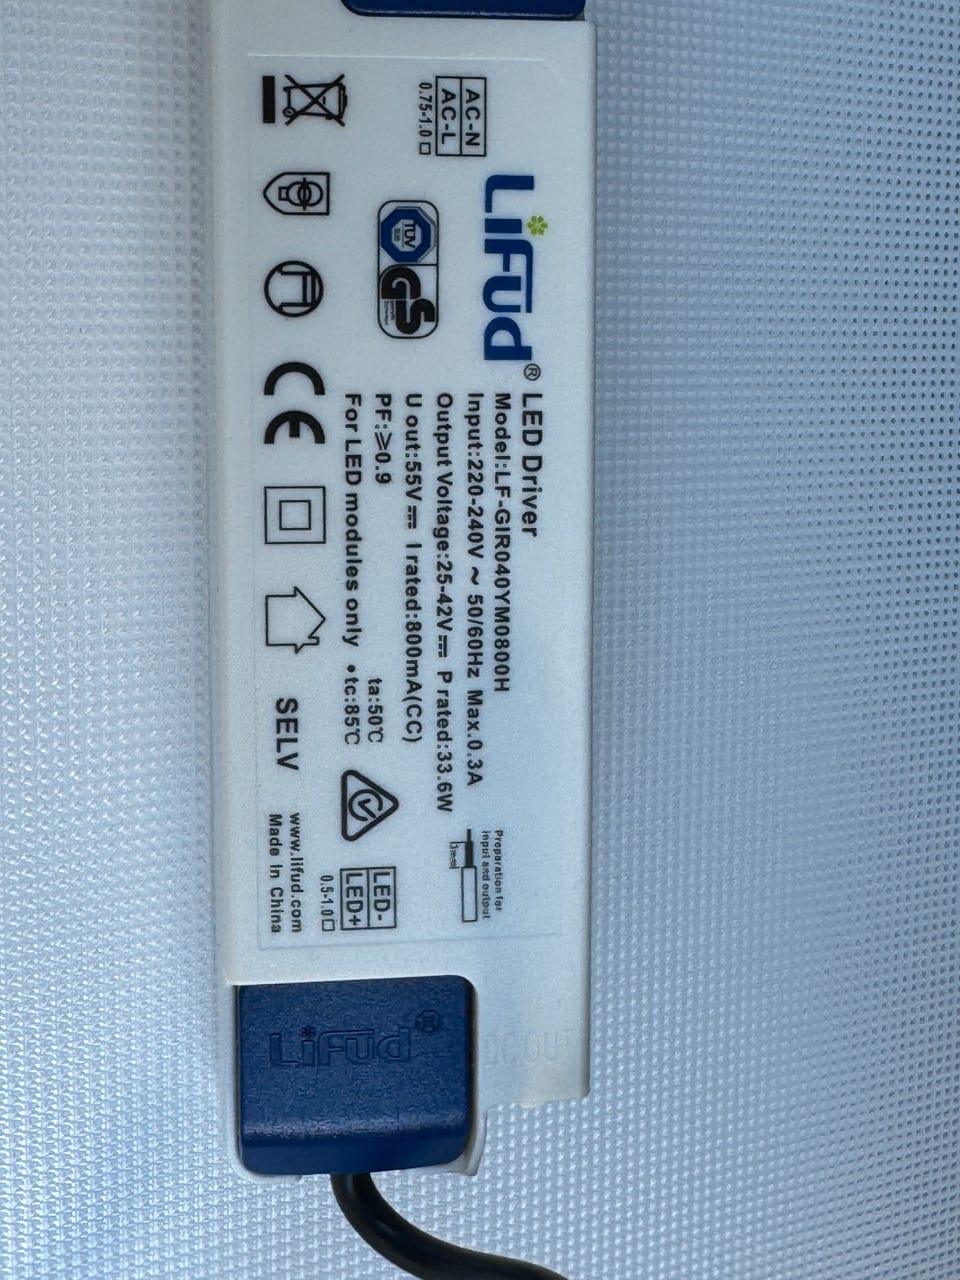 AC-N
AC-L
0.75-1.0
Lifud®
TÜV
GS
LED Driver
Model:LF-GIR040YM0800H
Input:220-240V ~ 50/60Hz Max.0.3A
Output Voltage:25-42V⎓ P rated:33.6W
U out:55V⎓ I rated:800mA(CC)
PF:≥0.9
ta:50℃
For LED modules only •tc:85℃
CE
SELV
Preparation for
input and output
LED-
LED+
0.5-1.0
www.lifud.com
Made In China
Lifud®